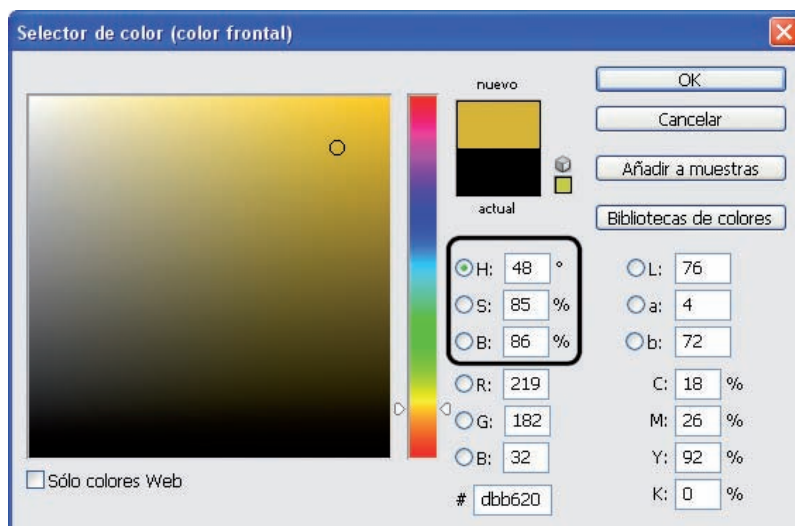 Selector de color (color frontal)
nuevo
actual
OK
Cancelar
Añadir a muestras
Bibliotecas de colores
H: 48 °
S: 85 %
B: 86 %
R: 219
G: 182
B: 32
# dbb620
L: 76
a: 4
b: 72
C: 18 %
M: 26 %
Y: 92 %
K: 0 %
Sólo colores Web